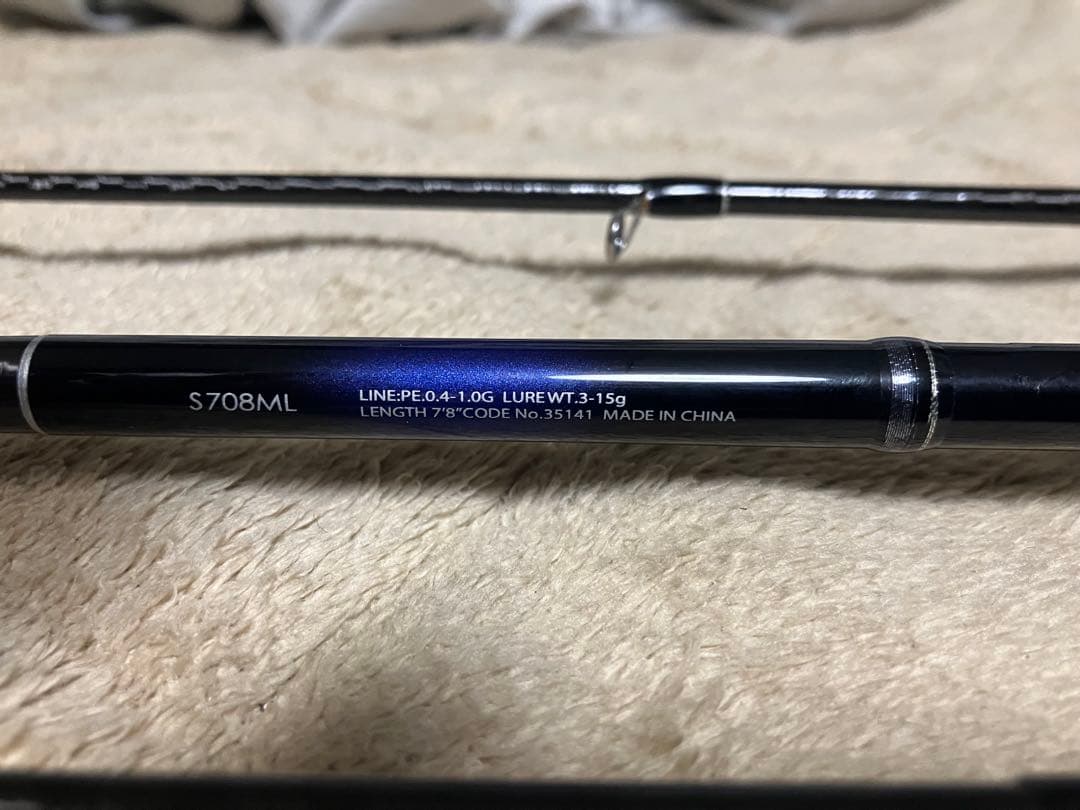 S708ML
LINE:PE.0.4-1.0G LURE WT.3-15g
LENGTH 7'8" CODE No.35141 MADE IN CHINA